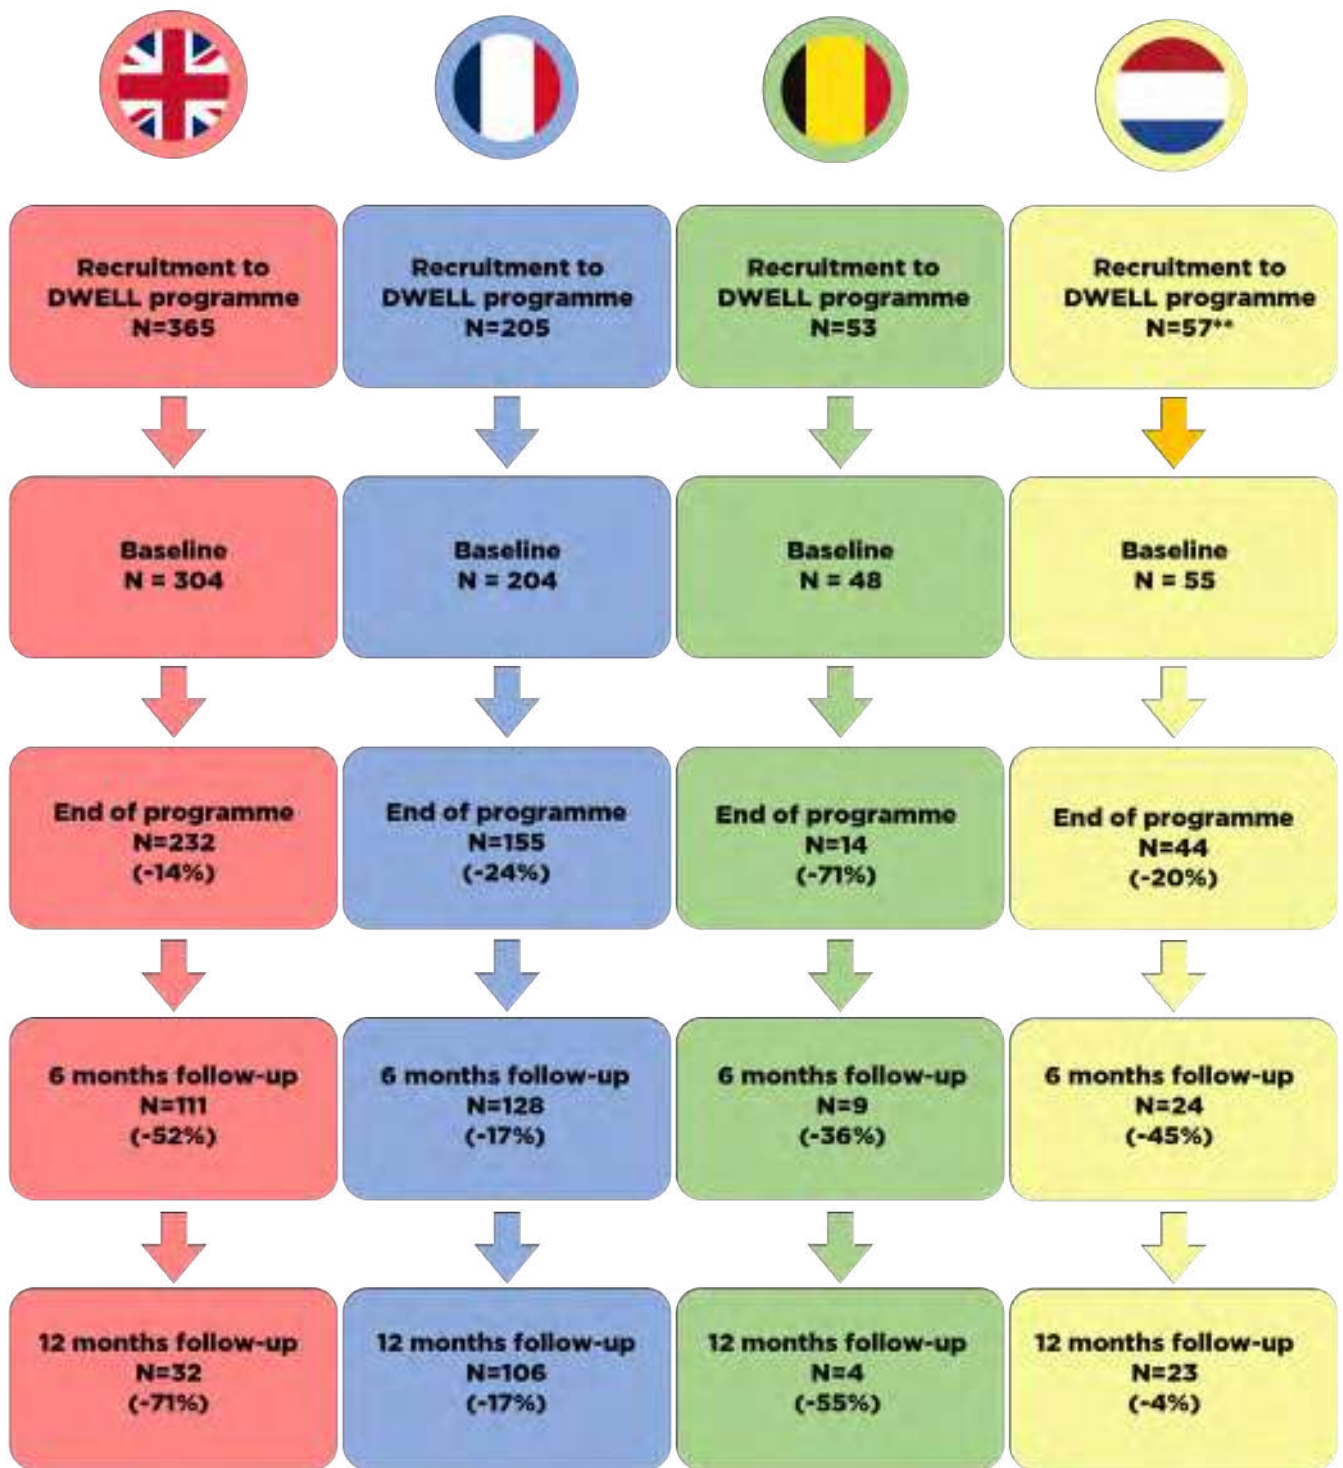 Recruitment to
DWELL programme
N=365
Recruitment to
DWELL programme
N=205
Recruitment to
DWELL programme
N=53
Recruitment to
DWELL programme
N=57**
Baseline
N = 304
Baseline
N = 204
Baseline
N = 48
Baseline
N = 55
End of programme
N=232
(-14%)
End of programme
N=155
(-24%)
End of programme
N=14
(-71%)
End of programme
N=44
(-20%)
6 months follow-up
N=111
(-52%)
6 months follow-up
N=128
(-17%)
6 months follow-up
N=9
(-36%)
6 months follow-up
N=24
(-45%)
12 months follow-up
N=32
(-71%)
12 months follow-up
N=106
(-17%)
12 months follow-up
N=4
(-55%)
12 months follow-up
N=23
(-4%)